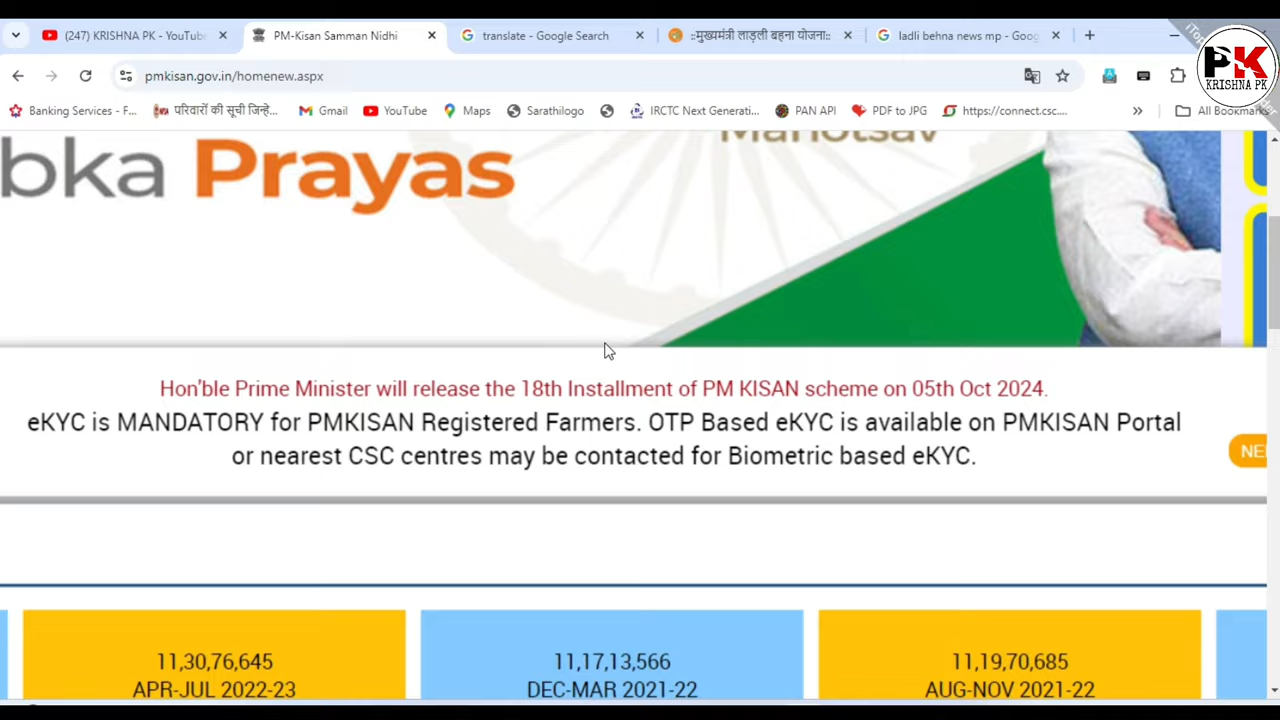 (247) KRISHNA PK - YouTube
PM-Kisan Samman Nidhi
translate - Google Search
::मुख्यमंत्री लाड़ली बहना योजना::
ladli behna news mp - Goog
pmkisan.gov.in/homenew.aspx
Banking Services - F...
परिवारों की सूची जिन्हे...
Gmail
YouTube
Maps
Sarathilogo
IRCTC Next Generati...
PAN API
PDF to JPG
https://connect.csc....
»
All Bookmarks
PK
KRISHNA PK
Mahotsav
bka Prayas
Hon'ble Prime Minister will release the 18th Installment of PM KISAN scheme on 05th Oct 2024.
eKYC is MANDATORY for PMKISAN Registered Farmers. OTP Based eKYC is available on PMKISAN Portal
or nearest CSC centres may be contacted for Biometric based eKYC.
NE
11,30,76,645
APR-JUL 2022-23
11,17,13,566
DEC-MAR 2021-22
11,19,70,685
AUG-NOV 2021-22